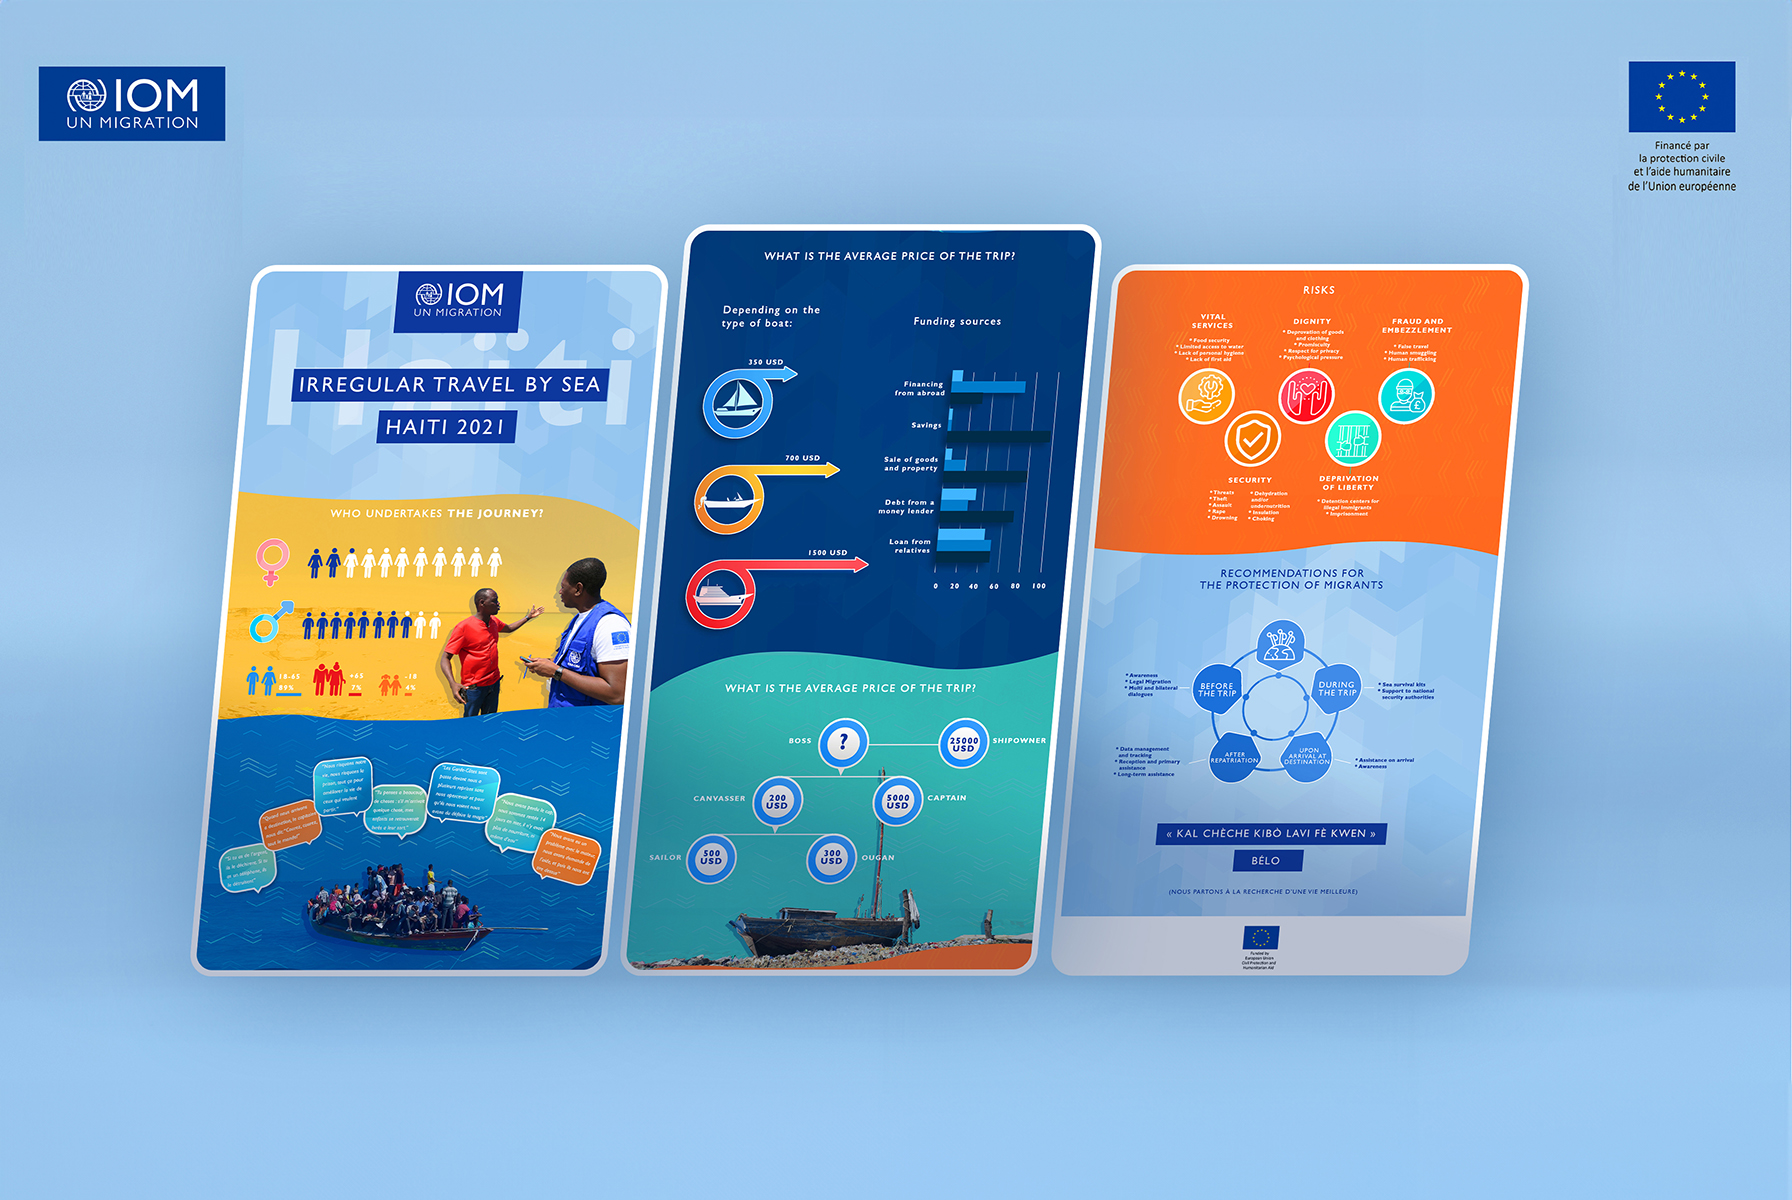 IOM
UN MIGRATION
Financé par
la protection civile
et l'aide humanitaire
de l'Union européenne
IOM
UN MIGRATION
Haïti
IRREGULAR TRAVEL BY SEA
HAITI 2021
WHO UNDERTAKES THE JOURNEY?
18-65
89%
+65
7%
-18
4%
WHAT IS THE AVERAGE PRICE OF THE TRIP?
Depending on the
type of boat:
350 USD
700 USD
1500 USD
Funding sources
Financing
from abroad
Savings
Sale of goods
and property
Debt from a
money lender
Loan from
relatives
0 20 40 60 80 100
WHAT IS THE AVERAGE PRICE OF THE TRIP?
BOSS
?
25000
USD
SHIPOWNER
CANVASSER
200
USD
5000
USD
CAPTAIN
SAILOR
500
USD
300
USD
OUGAN
RISKS
VITAL
SERVICES
* Food security
* Limited access to water
* Lack of personal hygiene
* Lack of first aid
DIGNITY
* Deprivation of goods
and clothing
* Promiscuity
* Respect for privacy
* Psychological pressure
FRAUD AND
EMBEZZLEMENT
* False travel
* Human smuggling
* Human trafficking
SECURITY
* Threats
* Theft
* Assault
* Rape
* Drowning
* Dehydration
and/or
undernutrition
* Insulation
* Choking
DEPRIVATION
OF LIBERTY
* Detention centers for
illegal immigrants
* Imprisonment
RECOMMENDATIONS FOR
THE PROTECTION OF MIGRANTS
* Awareness
* Legal Migration
* Multi and bilateral
dialogues
BEFORE
THE TRIP
DURING
THE TRIP
* Sea survival kits
* Support to national
security authorities
* Data management
and tracking
* Reception and primary
assistance
* Long-term assistance
AFTER
REPATRIATION
UPON
ARRIVAL AT
DESTINATION
* Assistance on arrival
* Awareness
« KAL CHÈCHE KIBÒ LAVI FÈ KWEN »
BÉLO
(NOUS PARTONS À LA RECHERCHE D'UNE VIE MEILLEURE)
Funded by
European Union
Civil Protection and
Humanitarian Aid